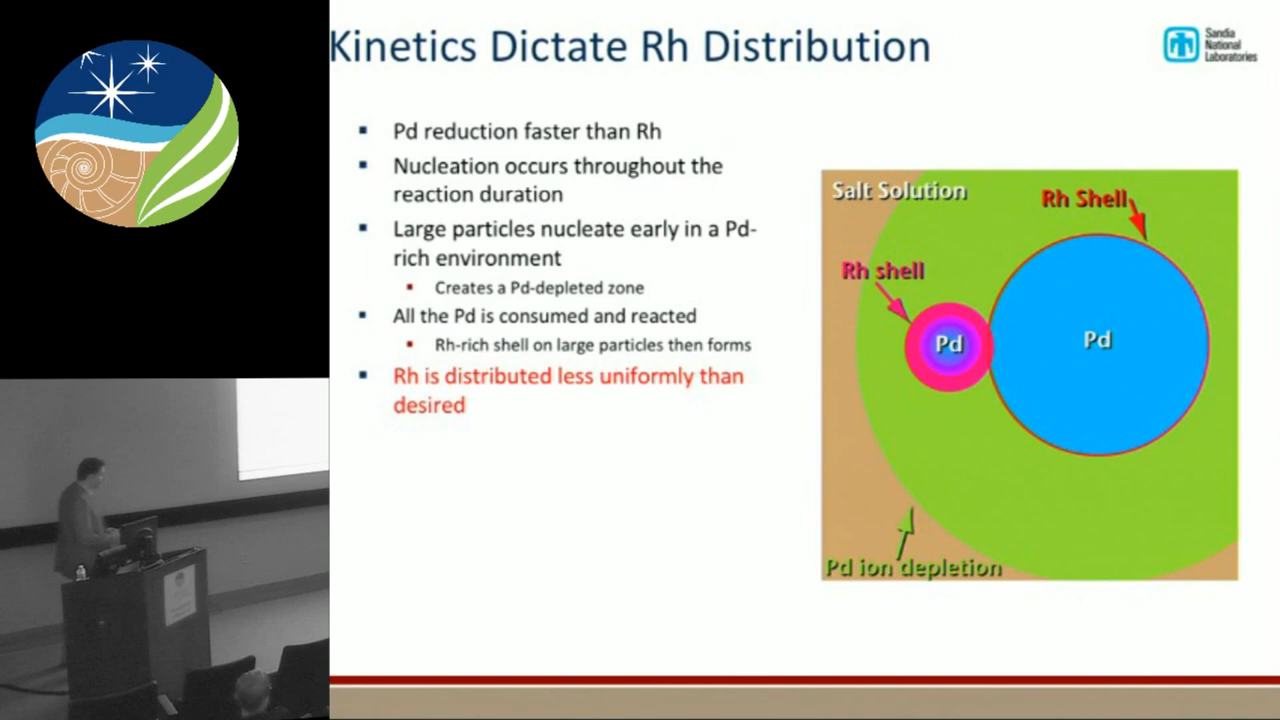 Kinetics Dictate Rh Distribution
Sandia
National
Laboratories
Pd reduction faster than Rh
Nucleation occurs throughout the
reaction duration
Large particles nucleate early in a Pd-
rich environment
Creates a Pd-depleted zone
All the Pd is consumed and reacted
Rh-rich shell on large particles then forms
Rh is distributed less uniformly than
desired
Salt Solution
Rh Shell
Rh shell
Pd
Pd
Pd ion depletion